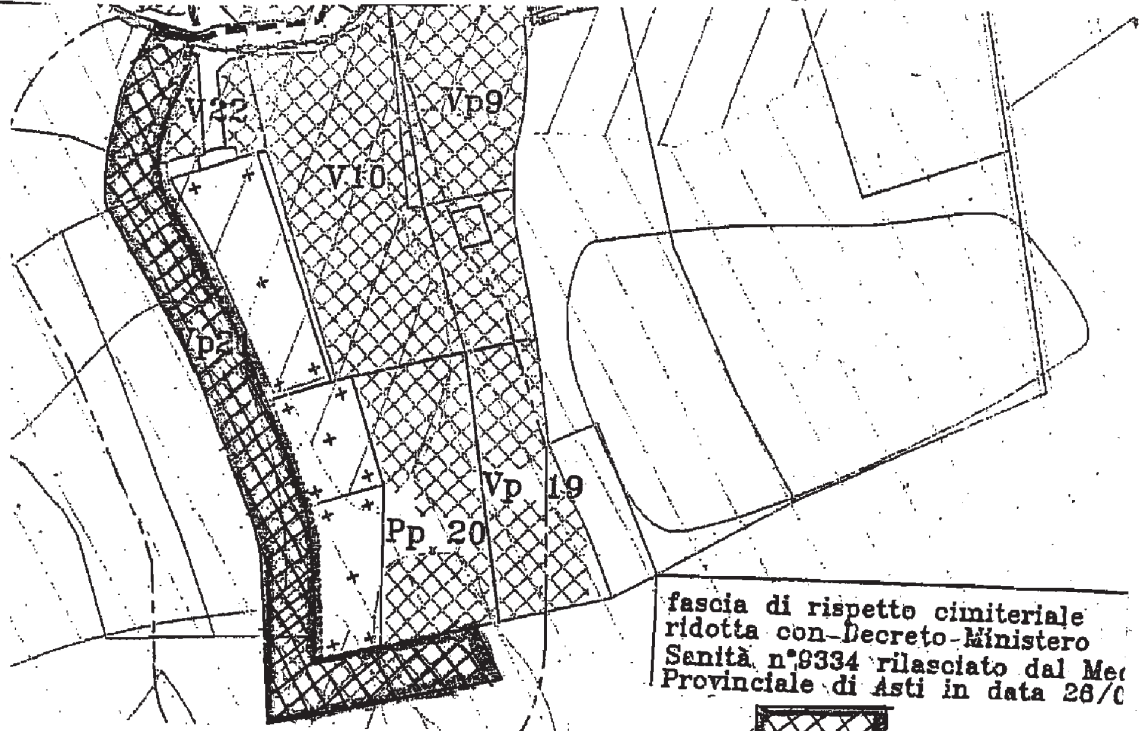 V22
Vp9
V10
Vp21
Vp 19
Pp 20
fascia di rispetto cimiteriale
ridotta con Decreto Ministero
Sanità n°9334 rilasciato dal
Provinciale di Asti in data